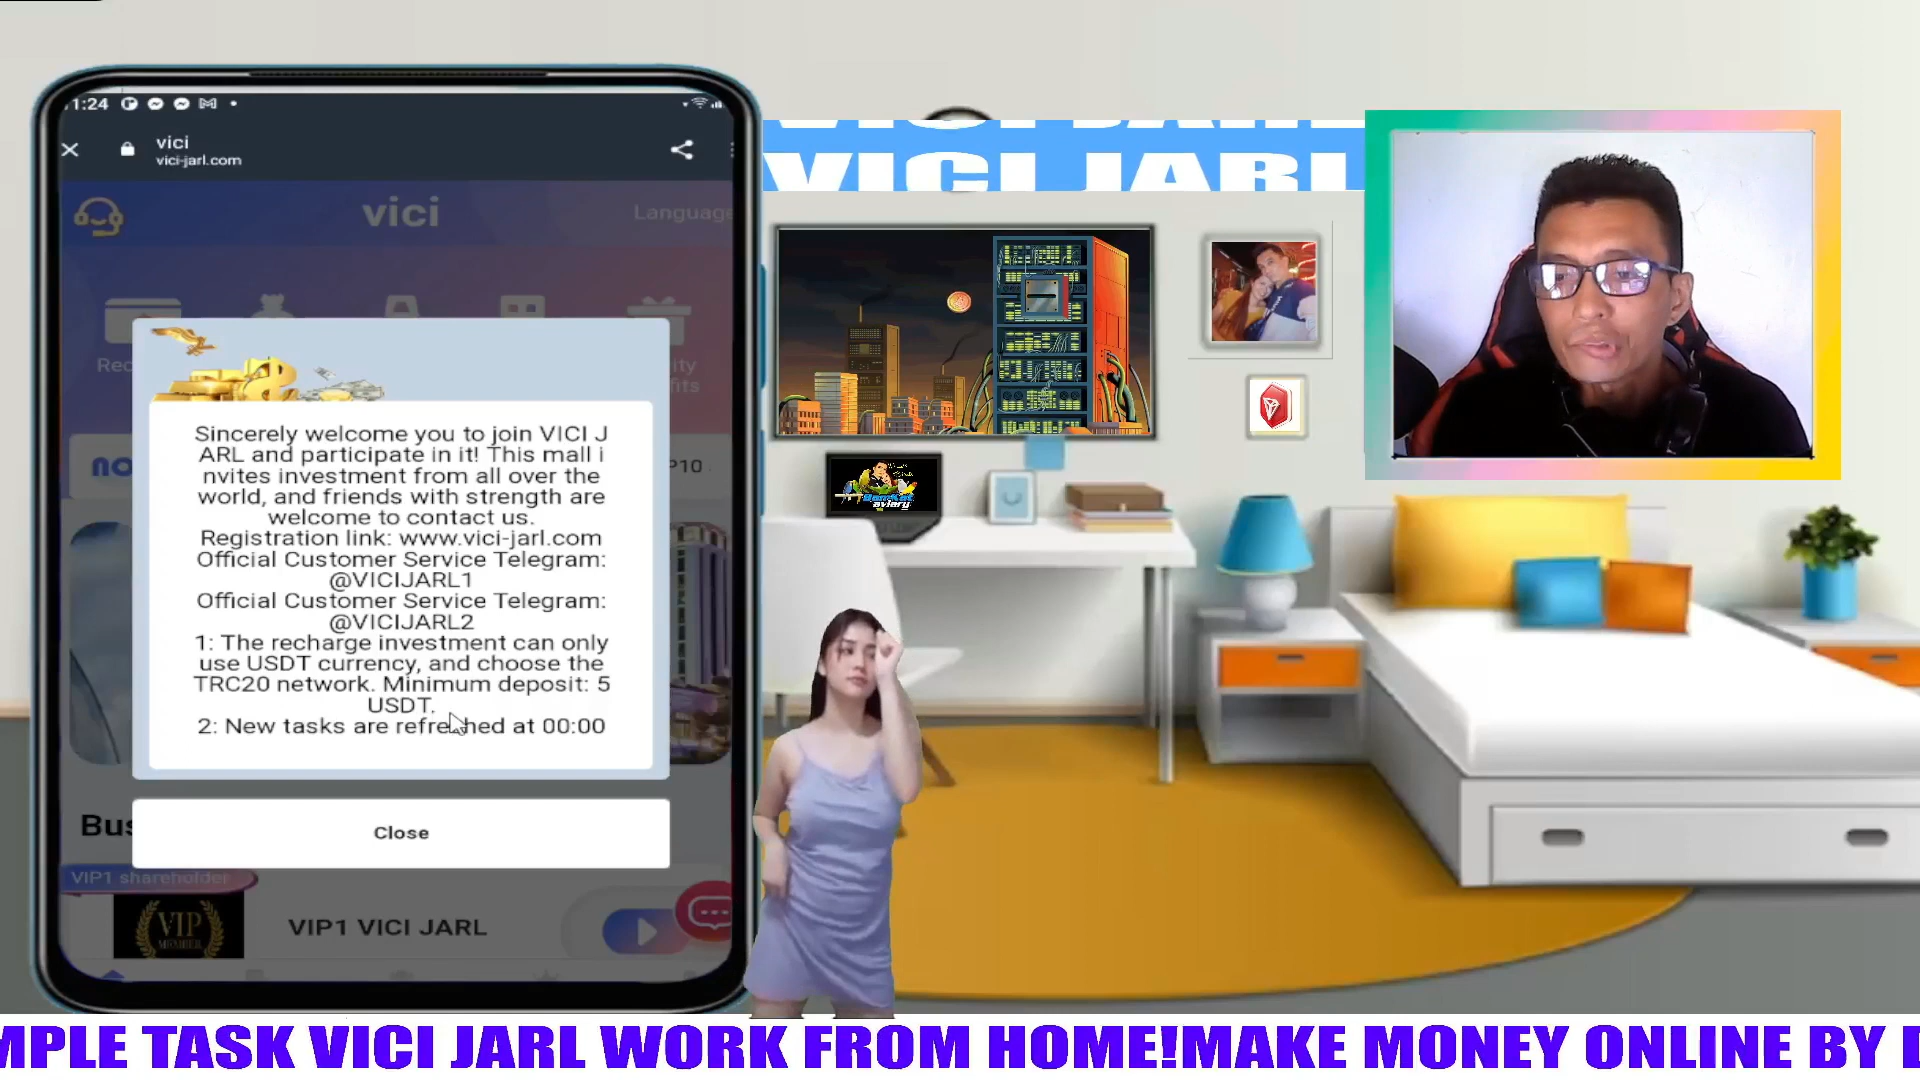 1:24
vici
vici-jarl.com
vici
Language
VICI JARL
Sincerely welcome you to join VICI J
ARL and participate in it! This mall i
nvites investment from all over the
world, and friends with strength are
welcome to contact us.
Registration link: www.vici-jarl.com
Official Customer Service Telegram:
@VICIJARL1
Official Customer Service Telegram:
@VICIJARL2
1: The recharge investment can only
use USDT currency, and choose the
TRC20 network. Minimum deposit: 5
USDT.
2: New tasks are refreshed at 00:00
Close
VIP1 shareholder
VIP
MEMBER
VIP1 VICI JARL
aviary
MPLE TASK VICI JARL WORK FROM HOME!MAKE MONEY ONLINE BY